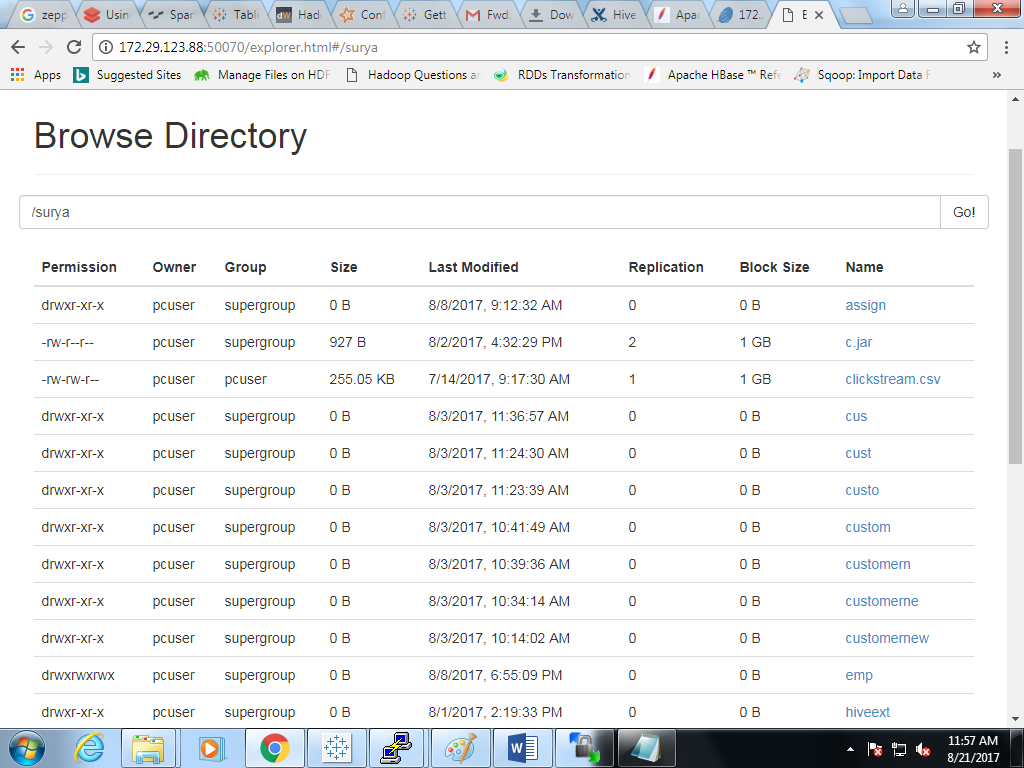 zepp Usin Spar Tabl Had Conf Gett Fwd: Dow Hive Apac 172. E
172.29.123.88:50070/explorer.html#/surya
Apps Suggested Sites Manage Files on HDF Hadoop Questions an RDDs Transformation Apache HBase ™ Refe Sqoop: Import Data F »
Browse Directory
/surya Go!
Permission Owner Group Size Last Modified Replication Block Size Name
drwxr-xr-x pcuser supergroup 0 B 8/8/2017, 9:12:32 AM 0 0 B assign
-rw-r--r-- pcuser supergroup 927 B 8/2/2017, 4:32:29 PM 2 1 GB c.jar
-rw-rw-r-- pcuser pcuser 255.05 KB 7/14/2017, 9:17:30 AM 1 1 GB clickstream.csv
drwxr-xr-x pcuser supergroup 0 B 8/3/2017, 11:36:57 AM 0 0 B cus
drwxr-xr-x pcuser supergroup 0 B 8/3/2017, 11:24:30 AM 0 0 B cust
drwxr-xr-x pcuser supergroup 0 B 8/3/2017, 11:23:39 AM 0 0 B custo
drwxr-xr-x pcuser supergroup 0 B 8/3/2017, 10:41:49 AM 0 0 B custom
drwxr-xr-x pcuser supergroup 0 B 8/3/2017, 10:39:36 AM 0 0 B customern
drwxr-xr-x pcuser supergroup 0 B 8/3/2017, 10:34:14 AM 0 0 B customerne
drwxr-xr-x pcuser supergroup 0 B 8/3/2017, 10:14:02 AM 0 0 B customernew
drwxrwxrwx pcuser supergroup 0 B 8/8/2017, 6:55:09 PM 0 0 B emp
drwxr-xr-x pcuser supergroup 0 B 8/1/2017, 2:19:33 PM 0 0 B hiveext
11:57 AM
8/21/2017